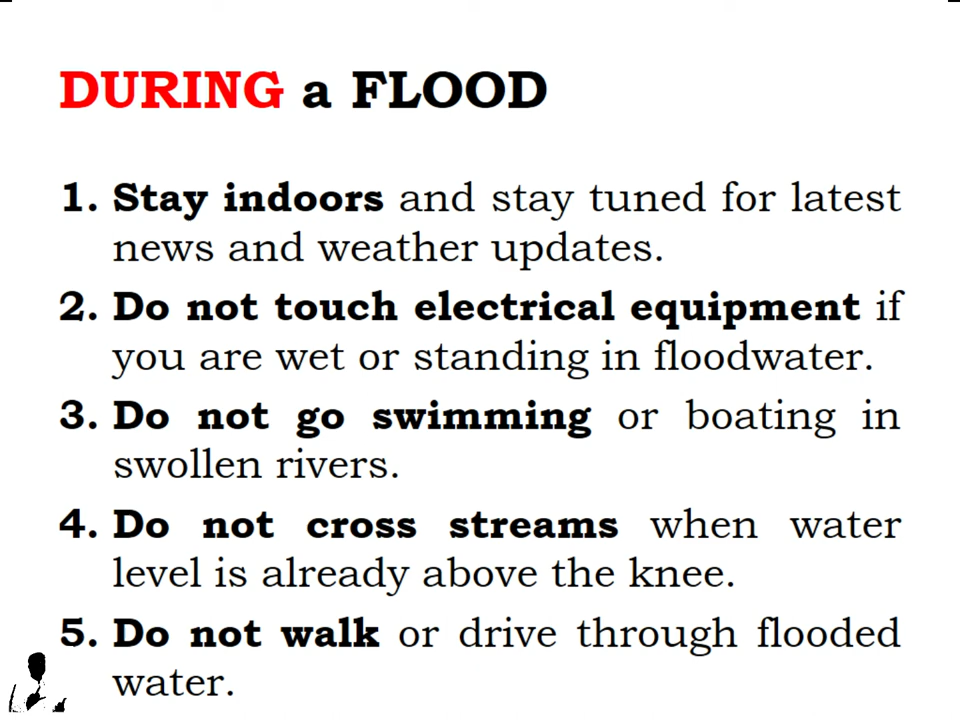 DURING a FLOOD
1. Stay indoors and stay tuned for latest
news and weather updates.
2. Do not touch electrical equipment if
you are wet or standing in floodwater.
3. Do not go swimming or boating in
swollen rivers.
4. Do not cross streams when water
level is already above the knee.
5. Do not walk or drive through flooded
water.